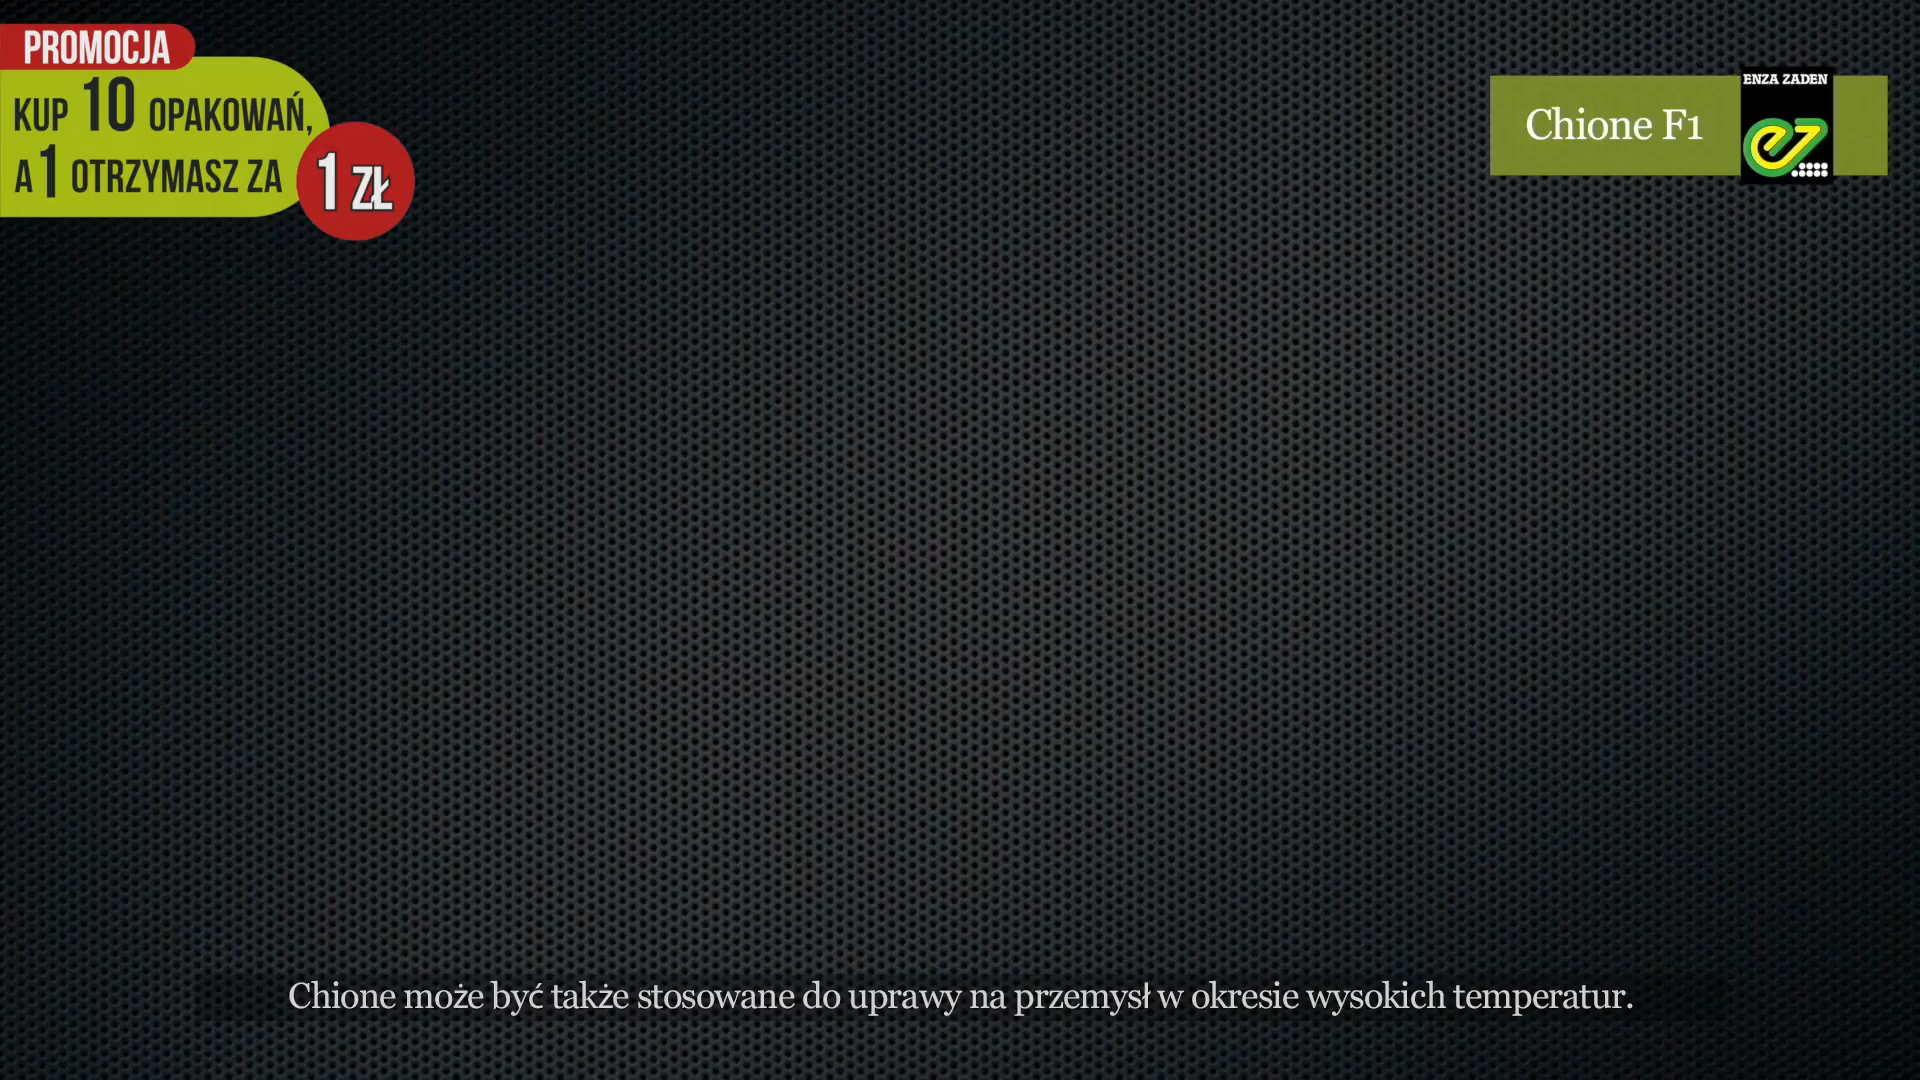 PROMOCJA
KUP 10 OPAKOWAŃ,
A 1 OTRZYMASZ ZA
1 ZŁ
Chione F1
ENZA ZADEN
Chione może być także stosowane do uprawy na przemysł w okresie wysokich temperatur.